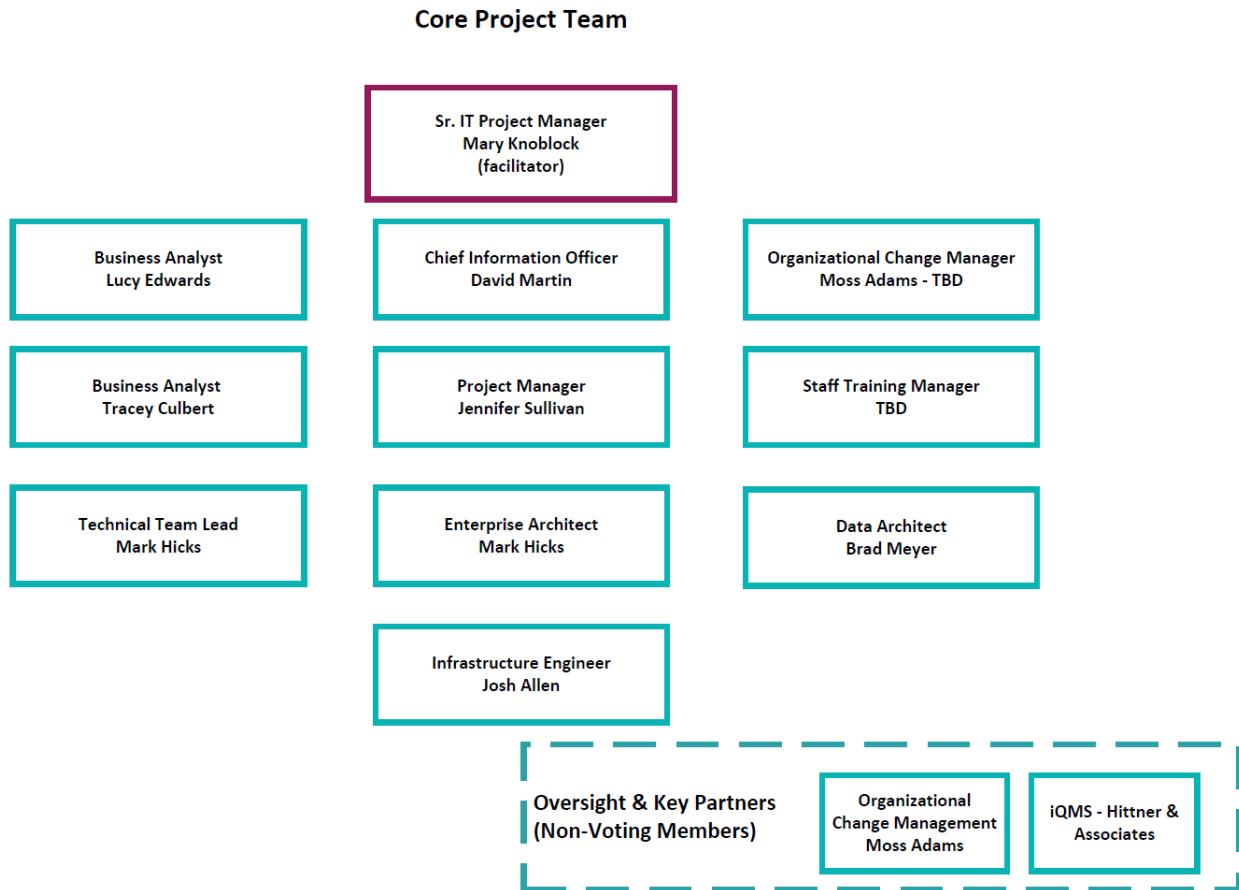 Core Project Team
Sr. IT Project Manager
Mary Knoblock
(facilitator)
Business Analyst
Lucy Edwards
Chief Information Officer
David Martin
Organizational Change Manager
Moss Adams - TBD
Business Analyst
Tracey Culbert
Project Manager
Jennifer Sullivan
Staff Training Manager
TBD
Technical Team Lead
Mark Hicks
Enterprise Architect
Mark Hicks
Data Architect
Brad Meyer
Infrastructure Engineer
Josh Allen
Oversight & Key Partners
(Non-Voting Members)
Organizational
Change Management
Moss Adams
iQMS - Hittner &
Associates